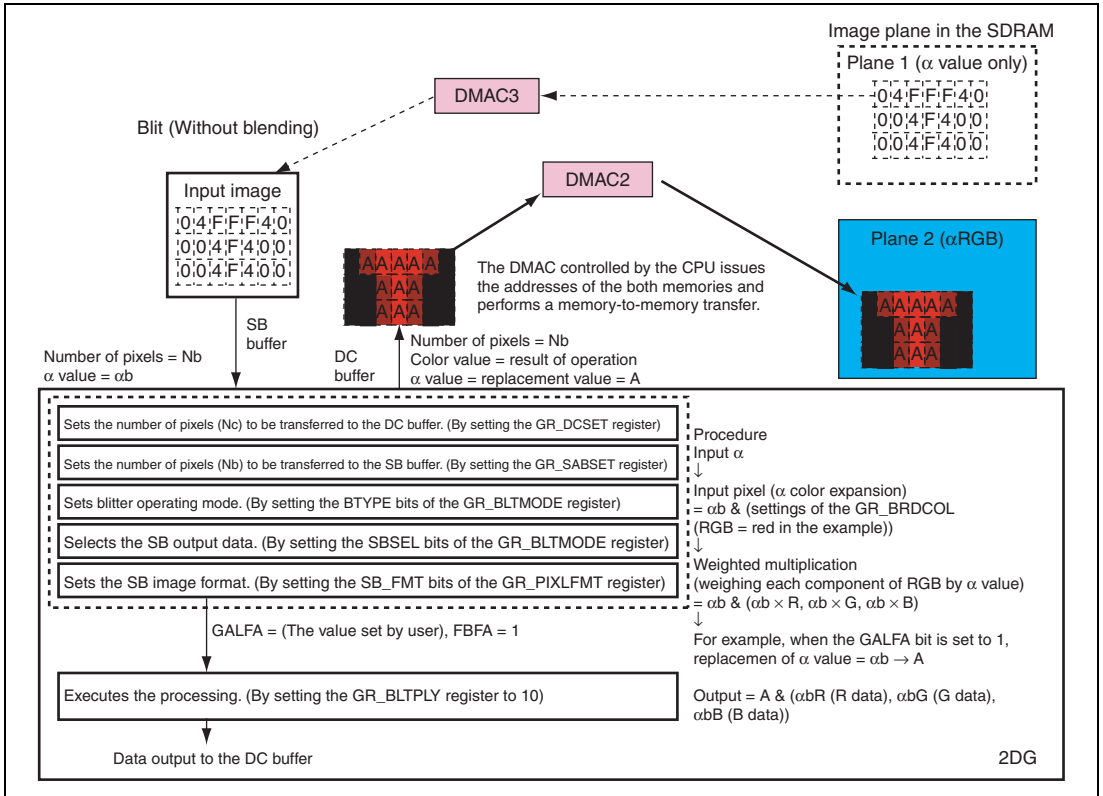 Image plane in the SDRAM
Plane 1 (α value only)
0 4 F F F 4 0
0 0 4 F 4 0 0
0 0 4 F 4 0 0
DMAC3
Blit (Without blending)
Input image
0 4 F F F 4 0
0 0 4 F 4 0 0
0 0 4 F 4 0 0
DMAC2
Plane 2 (αRGB)
A A A A A
A A A
A A A
The DMAC controlled by the CPU issues
the addresses of the both memories and
performs a memory-to-memory transfer.
A A A A A
A A A
A A A
SB
buffer
Number of pixels = Nb
α value = αb
DC
buffer
Number of pixels = Nb
Color value = result of operation
α value = replacement value = A
Sets the number of pixels (Nc) to be transferred to the DC buffer. (By setting the GR_DCSET register)
Sets the number of pixels (Nb) to be transferred to the SB buffer. (By setting the GR_SABSET register)
Sets blitter operating mode. (By setting the BTYPE bits of the GR_BLTMODE register)
Selects the SB output data. (By setting the SBSEL bits of the GR_BLTMODE register)
Sets the SB image format. (By setting the SB_FMT bits of the GR_PIXLFMT register)
GALFA = (The value set by user), FBFA = 1
Executes the processing. (By setting the GR_BLTPLY register to 10)
Data output to the DC buffer
Procedure
Input α
↓
Input pixel (α color expansion)
= αb & (settings of the GR_BRDCOL
(RGB = red in the example))
↓
Weighted multiplication
(weighing each component of RGB by α value)
= αb & (αb × R, αb × G, αb × B)
↓
For example, when the GALFA bit is set to 1,
replacemen of α value = αb → A
Output = A & (αbR (R data), αbG (G data),
αbB (B data))
2DG